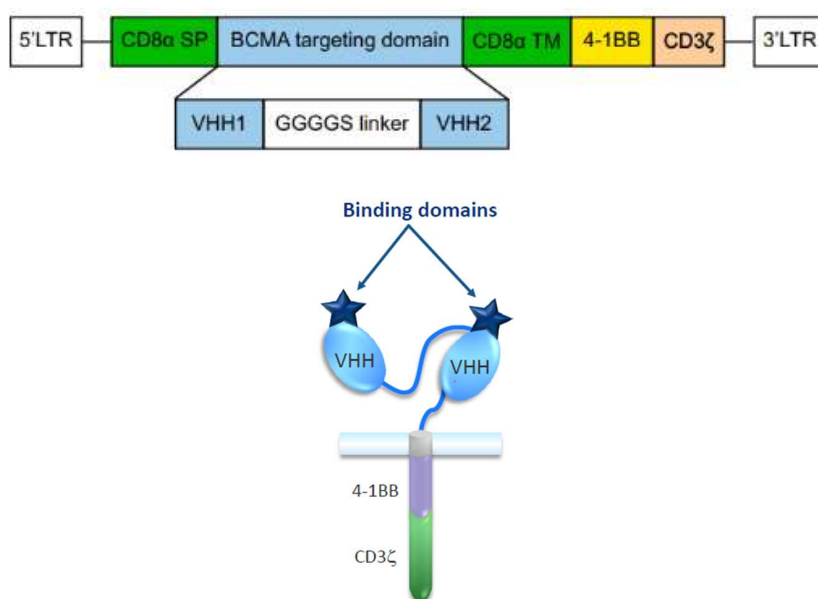 5'LTR CD8α SP BCMA targeting domain CD8α TM 4-1BB CD3ζ 3'LTR
VHH1 GGGGS linker VHH2
Binding domains
VHH VHH
4-1BB
CD3ζ